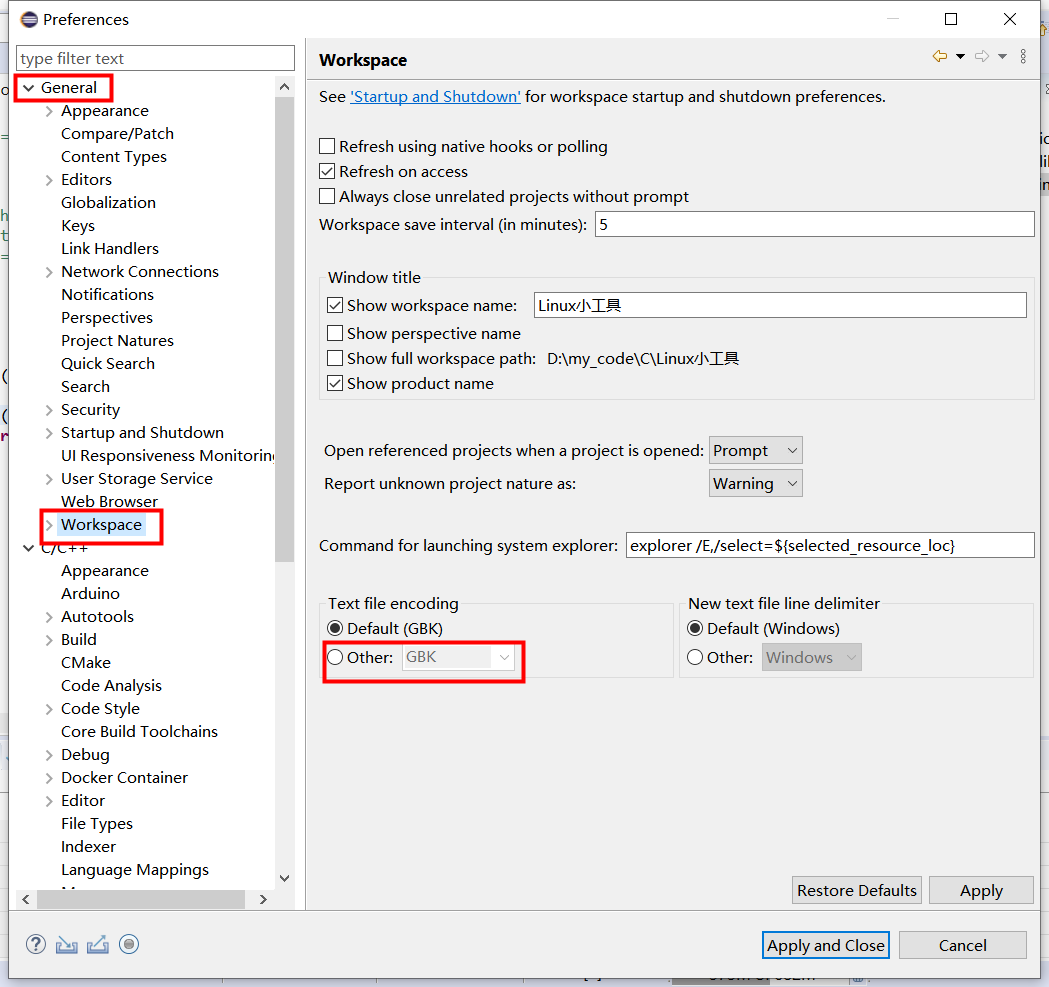 Preferences
type filter text
General
Appearance
Compare/Patch
Content Types
Editors
Globalization
Keys
Link Handlers
Network Connections
Notifications
Perspectives
Project Natures
Quick Search
Search
Security
Startup and Shutdown
UI Responsiveness Monitoring
User Storage Service
Web Browser
Workspace
C/C++
Appearance
Arduino
Autotools
Build
CMake
Code Analysis
Code Style
Core Build Toolchains
Debug
Docker Container
Editor
File Types
Indexer
Language Mappings
Workspace
See 'Startup and Shutdown' for workspace startup and shutdown preferences.
Refresh using native hooks or polling
Refresh on access
Always close unrelated projects without prompt
Workspace save interval (in minutes): 5
Window title
Show workspace name: Linux小工具
Show perspective name
Show full workspace path: D:\my_code\C\Linux小工具
Show product name
Open referenced projects when a project is opened: Prompt
Report unknown project nature as: Warning
Command for launching system explorer: explorer /E,/select=${selected_resource_loc}
Text file encoding
Default (GBK)
Other: GBK
New text file line delimiter
Default (Windows)
Other: Windows
Restore Defaults Apply
Apply and Close Cancel